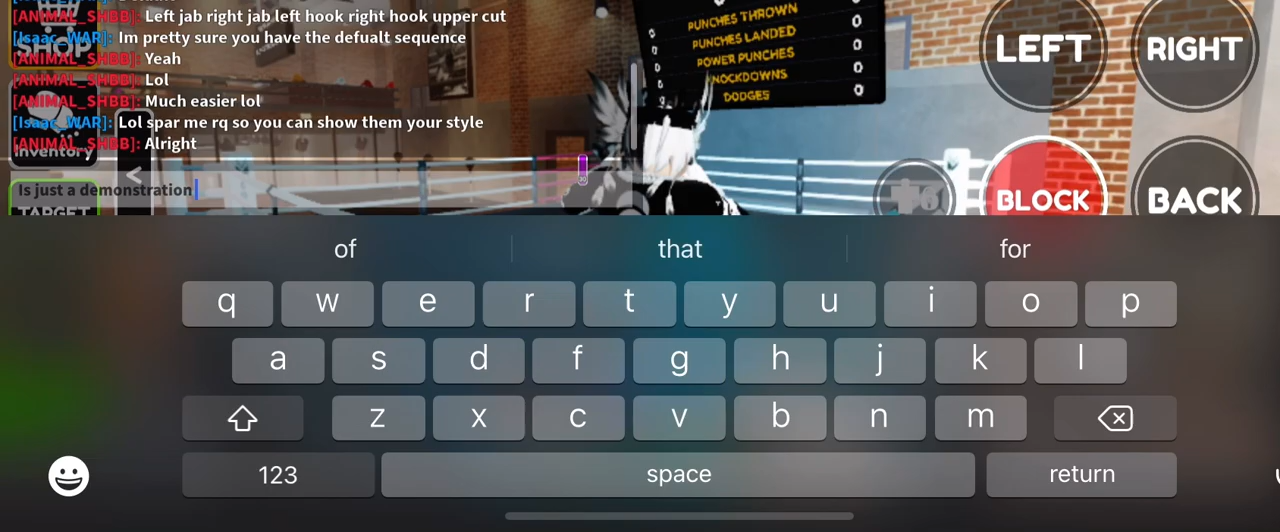 [ANIMAL_SHBB]: Left jab right jab left hook right hook upper cut
[Isaac_WAR]: Im pretty sure you have the defualt sequence
[ANIMAL_SHBB]: Yeah
[ANIMAL_SHBB]: Lol
[ANIMAL_SHBB]: Much easier lol
[Isaac_WAR]: Lol spar me rq so you can show them your style
[ANIMAL_SHBB]: Alright
Is just a demonstration
SHOP
Inventory
<
TARGET
PUNCHES THROWN 0
PUNCHES LANDED 0
POWER PUNCHES 0
KNOCKDOWNS 0
DODGES 0
LEFT RIGHT
BLOCK BACK
of that for
q w e r t y u i o p
a s d f g h j k l
z x c v b n m
123 space return